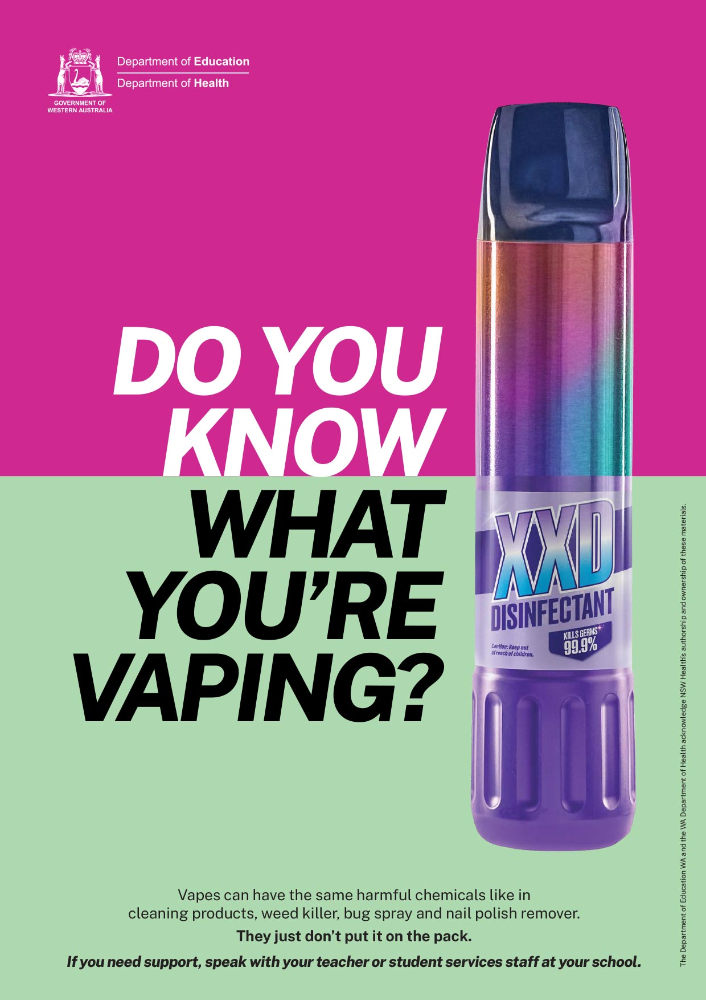 Department of Education
Department of Health
GOVERNMENT OF
WESTERN AUSTRALIA
DO YOU
KNOW
WHAT
YOU'RE
VAPING?
XXD
DISINFECTANT
KILLS GERMS
99.9%
Caution: Keep out
of reach of children.
Vapes can have the same harmful chemicals like in
cleaning products, weed killer, bug spray and nail polish remover.
They just don't put it on the pack.
If you need support, speak with your teacher or student services staff at your school.
The Department of Education WA and the WA Department of Health acknowledge NSW Health's authorship and ownership of these materials.